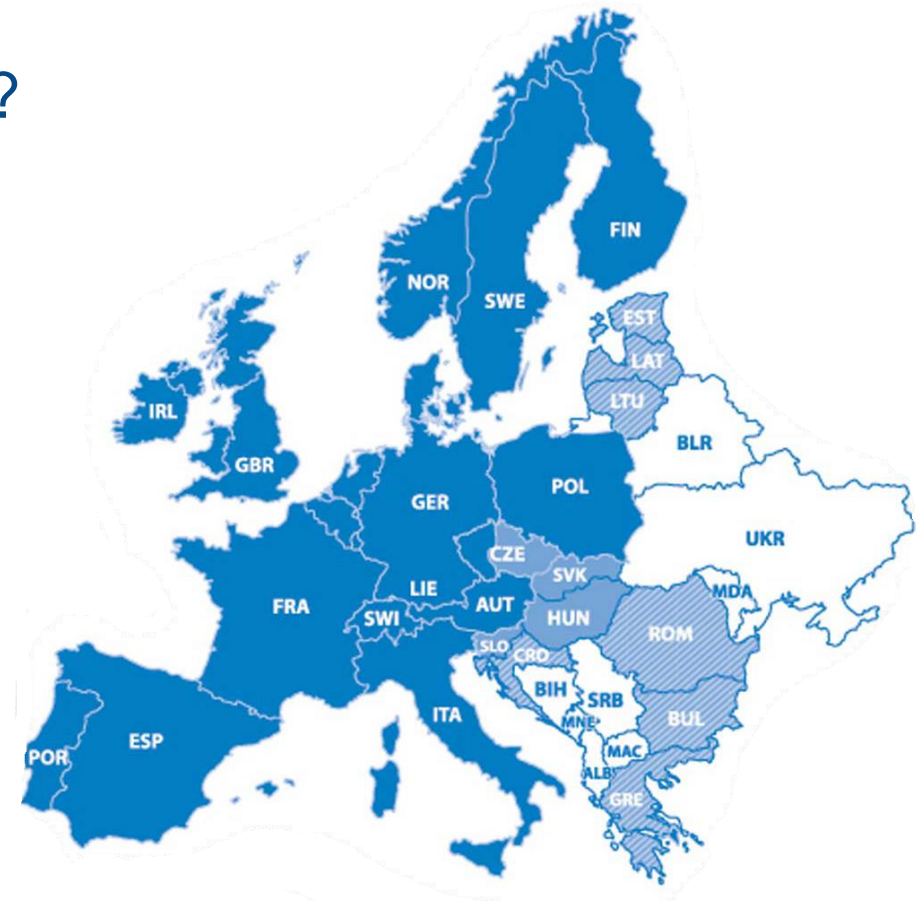 ?
FIN
NOR
SWE
EST
LAT
LTU
IRL
BLR
GBR
GER
POL
UKR
CZE
SVK
LIE
MDA
FRA
SWI
AUT
HUN
ROM
SLO
CRO
BIH
SRB
ITA
MNE
BUL
ESP
POR
MAC
ALB
GRE